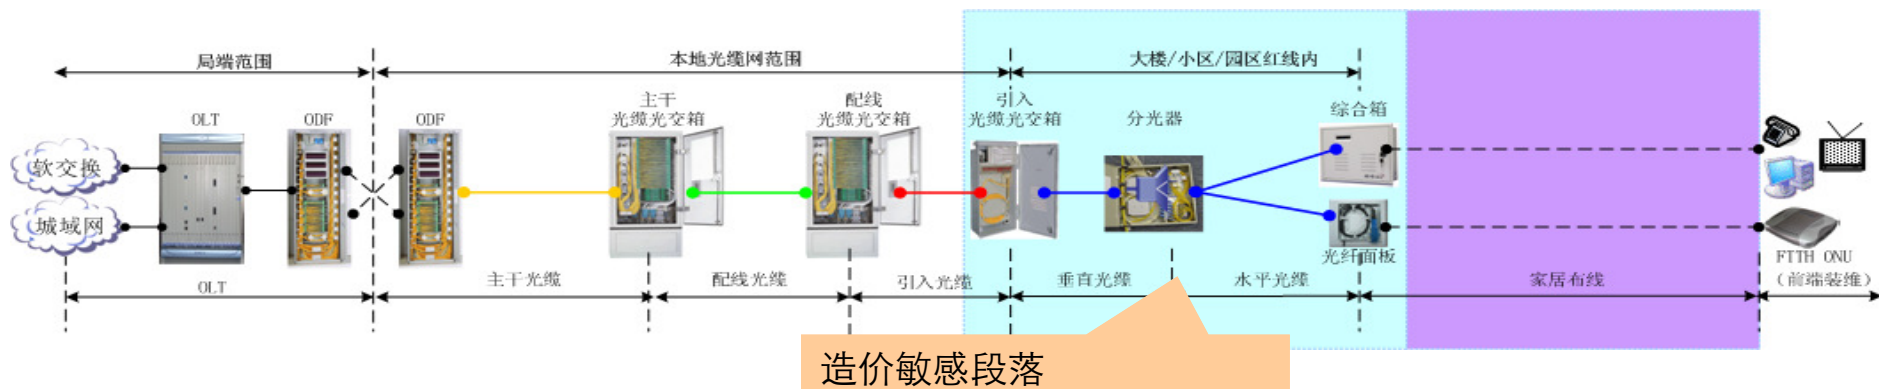 局端范围
本地光缆网范围
大楼/小区/园区红线内
OLT
ODF
ODF
主干
光缆光交箱
配线
光缆光交箱
引入
光缆光交箱
分光器
综合箱
软交换
城域网
光纤面板
FTTH ONU
(前端装维)
OLT
主干光缆
配线光缆
引入光缆
垂直光缆
水平光缆
家居布线
造价敏感段落